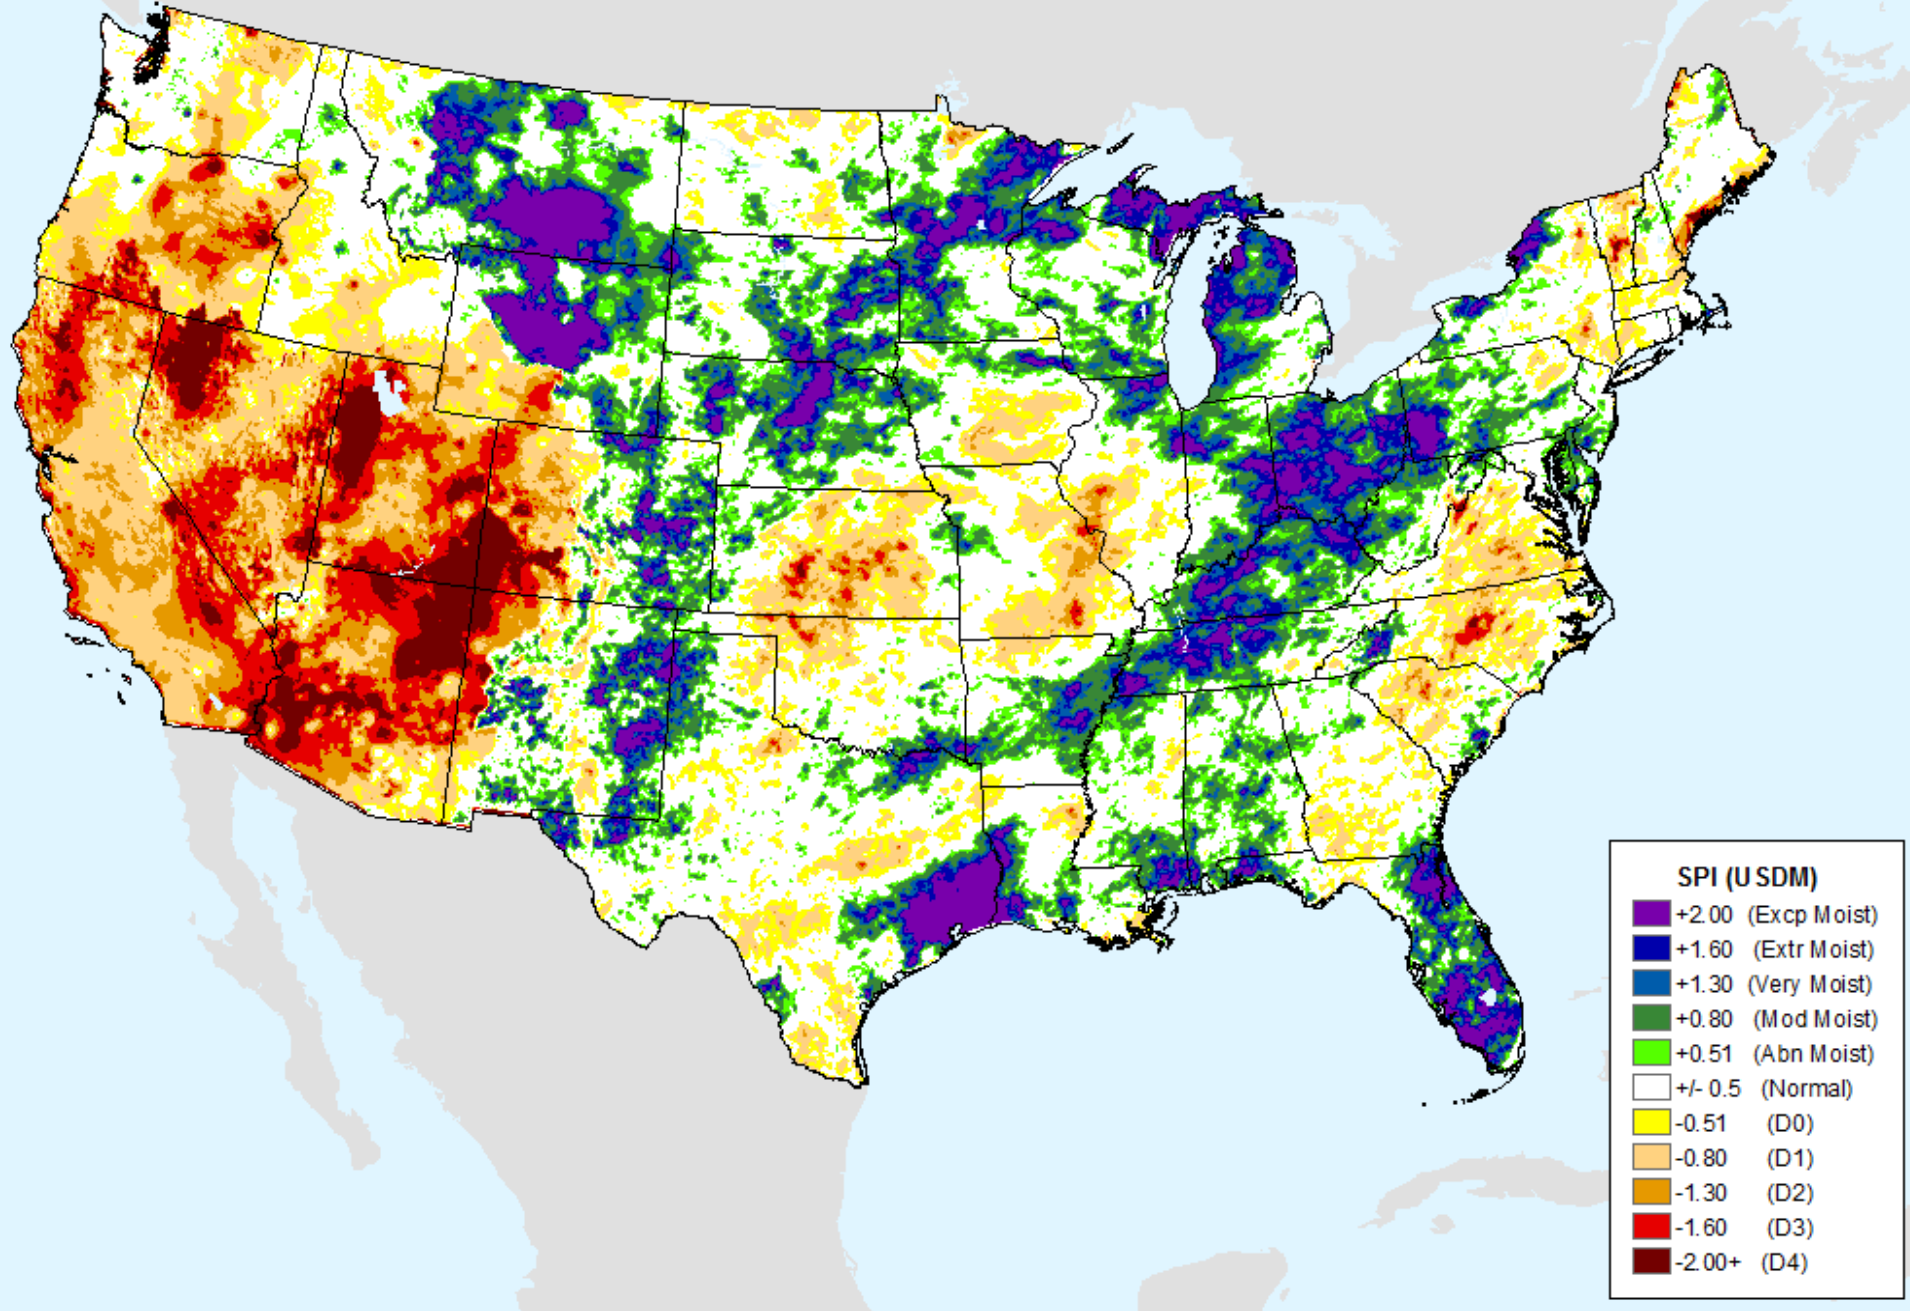 SPI (USDM)
+2.00 (Excp Moist)
+1.60 (Extr Moist)
+1.30 (Very Moist)
+0.80 (Mod Moist)
+0.51 (Abn Moist)
+/- 0.5 (Normal)
-0.51 (D0)
-0.80 (D1)
-1.30 (D2)
-1.60 (D3)
-2.00+ (D4)